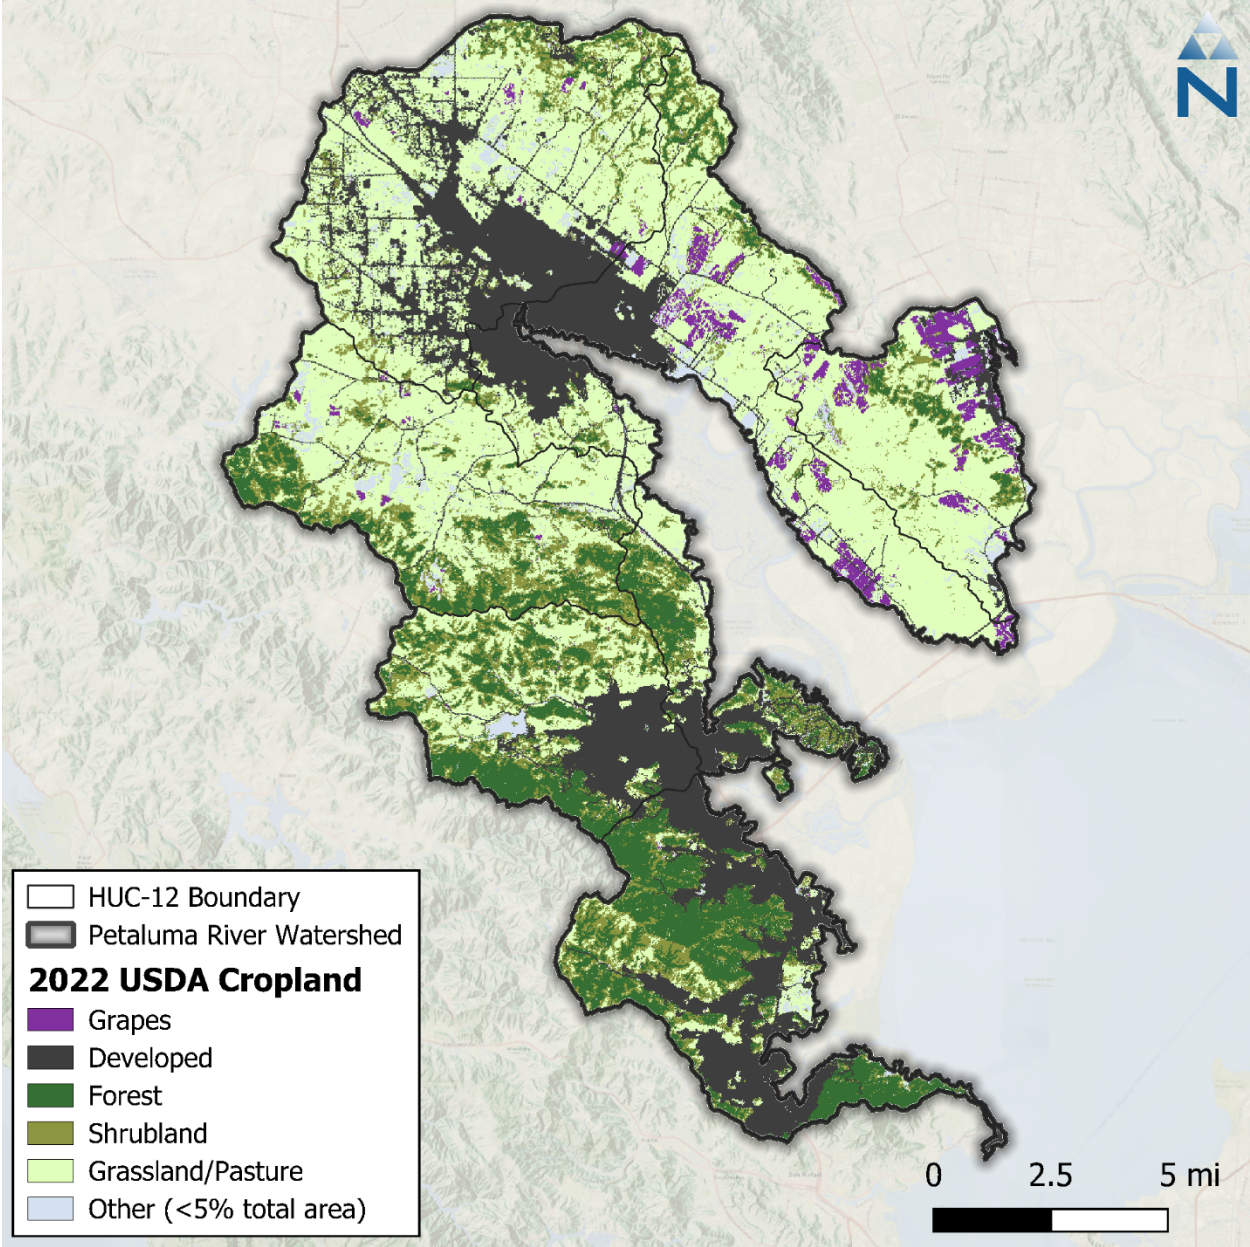 N
HUC-12 Boundary
Petaluma River Watershed
2022 USDA Cropland
Grapes
Developed
Forest
Shrubland
Grassland/Pasture
Other (<5% total area)
0 2.5 5 mi